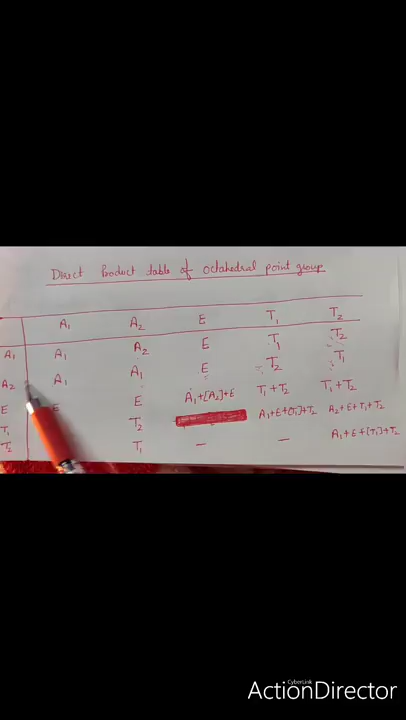 Direct Product table of octahedral point group
A1 A2 E T1 T2
A1 A1 A2 E T1 T2
A2 A1 A1 E T2 T1
E E E A1+[A2]+E T1+T2 T1+T2
T1 T2 A1+E+[T1]+T2 A2+E+T1+T2
T2 T1 – – A1+E+[T1]+T2
CyberLink
ActionDirector